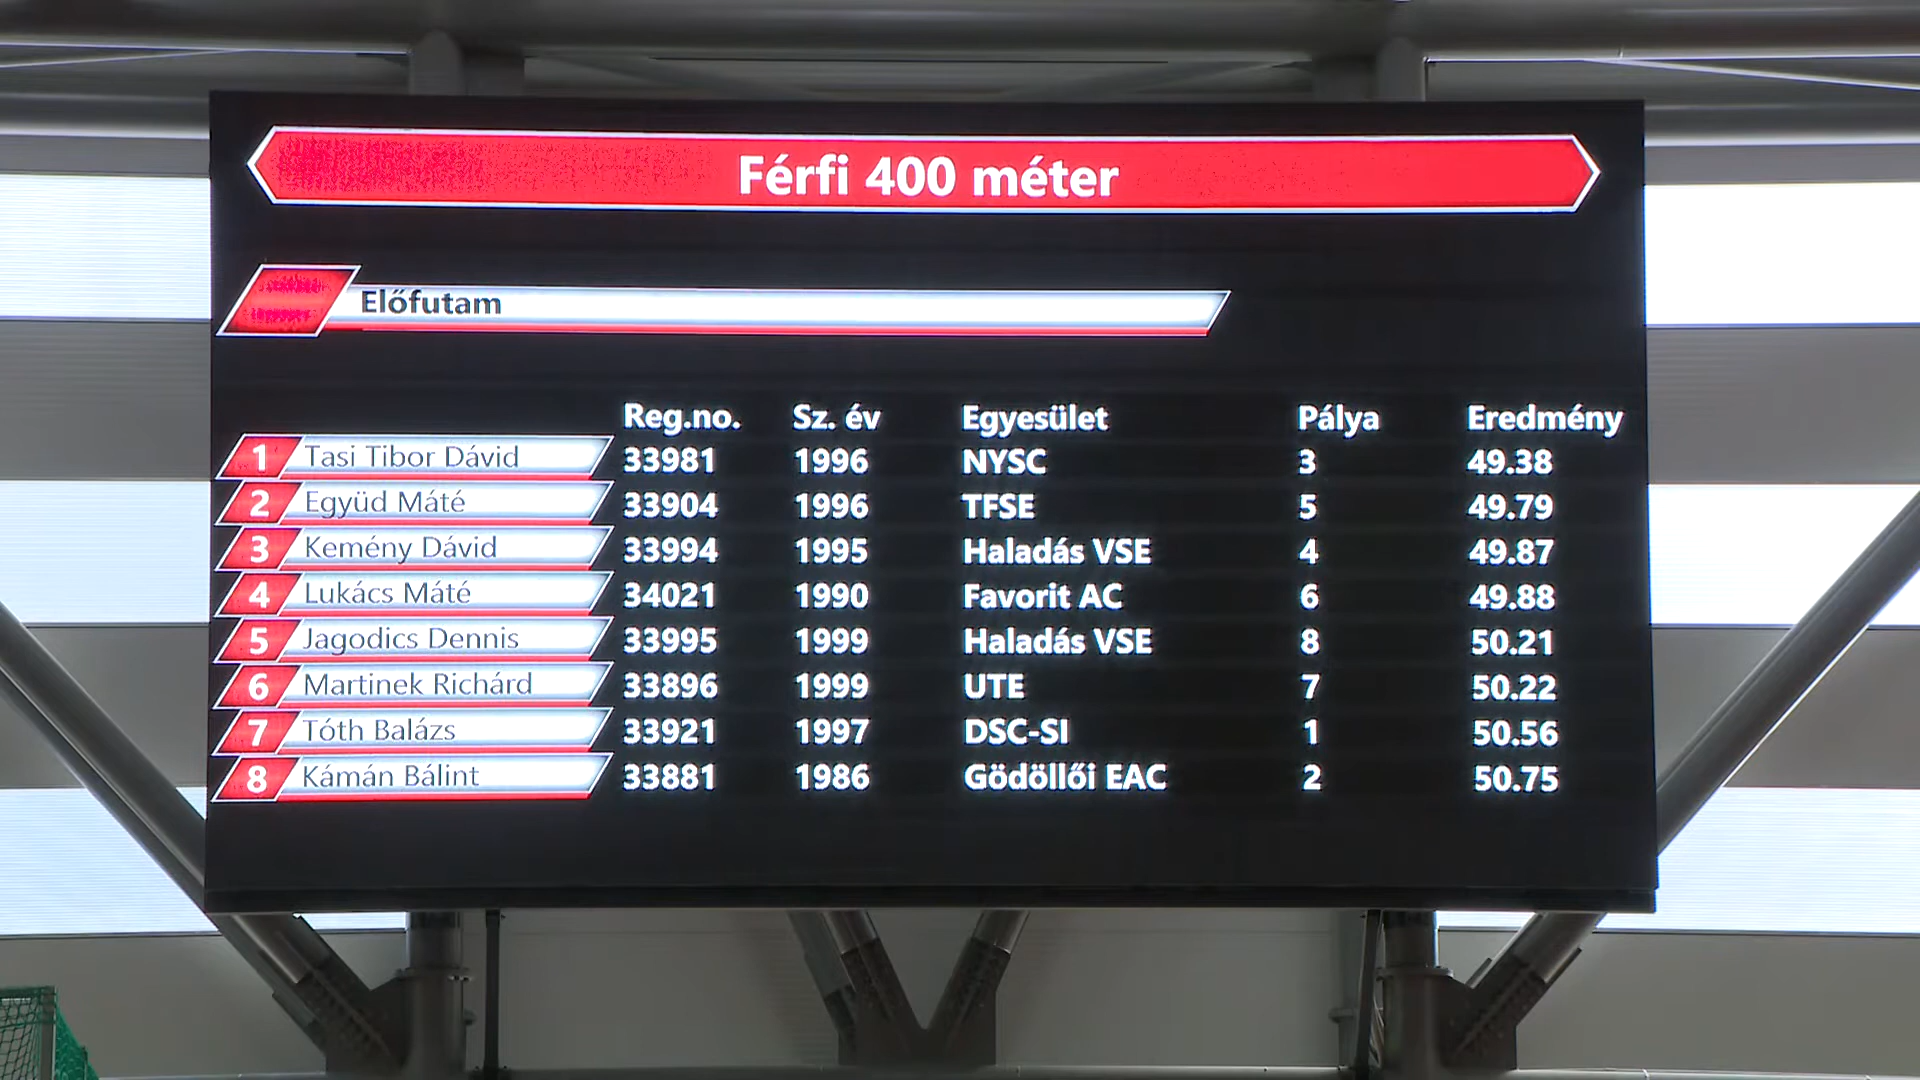 Férfi 400 méter
Előfutam
Reg.no. Sz. év Egyesület Pálya Eredmény
1 Tasi Tibor Dávid 33981 1996 NYSC 3 49.38
2 Együd Máté 33904 1996 TFSE 5 49.79
3 Kemény Dávid 33994 1995 Haladás VSE 4 49.87
4 Lukács Máté 34021 1990 Favorit AC 6 49.88
5 Jagodics Dennis 33995 1999 Haladás VSE 8 50.21
6 Martinek Richárd 33896 1999 UTE 7 50.22
7 Tóth Balázs 33921 1997 DSC-SI 1 50.56
8 Kámán Bálint 33881 1986 Gödöllői EAC 2 50.75